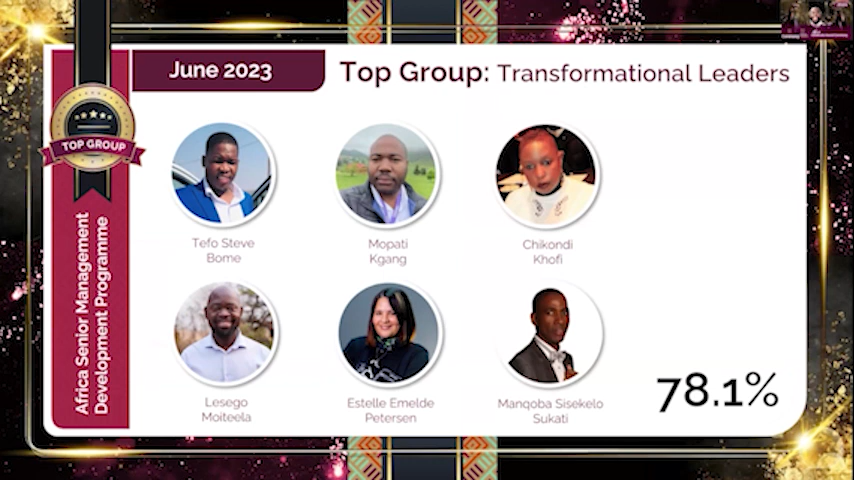 June 2023
Top Group: Transformational Leaders
TOP GROUP
Africa Senior Management
Development Programme
Tefo Steve
Bome
Mopati
Kgang
Chikondi
Khofi
Lesego
Moiteela
Estelle Emelde
Petersen
Manqoba Sisekelo
Sukati
78.1%